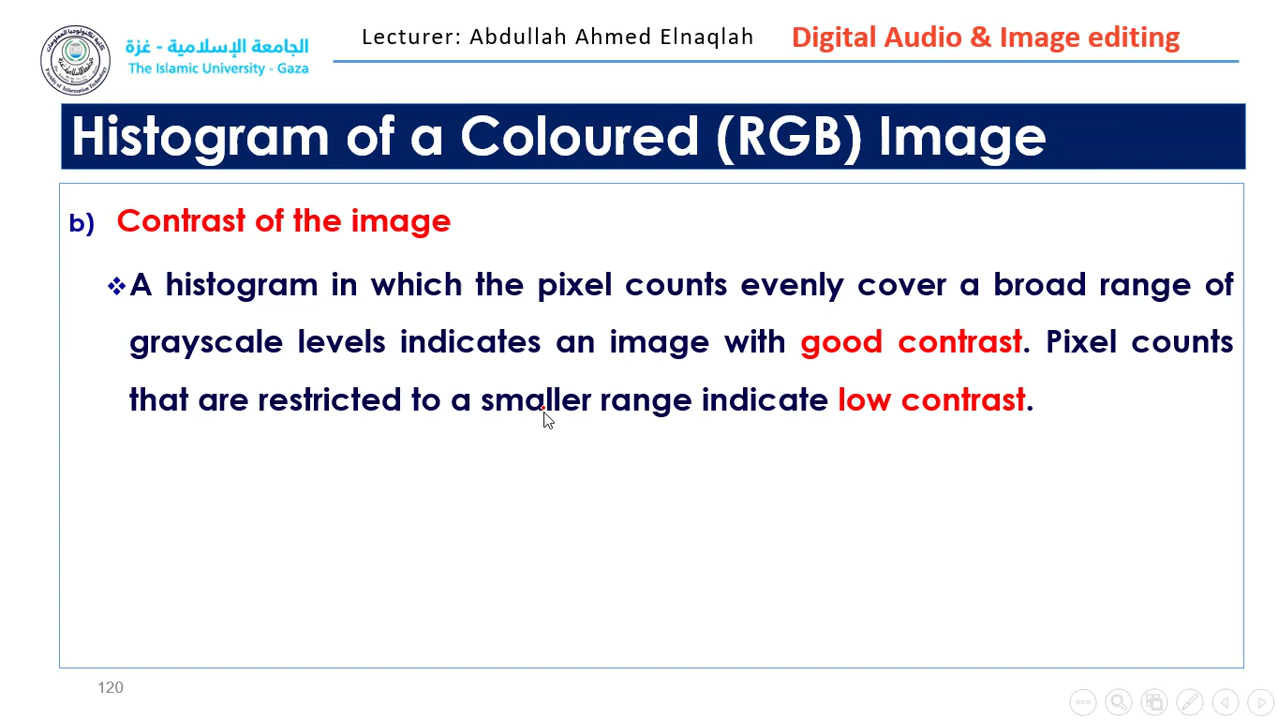 الجامعة الإسلامية - غزة
The Islamic University - Gaza
Lecturer: Abdullah Ahmed Elnaqlah
Digital Audio & Image editing
Histogram of a Coloured (RGB) Image
b) Contrast of the image
❖A histogram in which the pixel counts evenly cover a broad range of
grayscale levels indicates an image with good contrast. Pixel counts
that are restricted to a smaller range indicate low contrast.
120